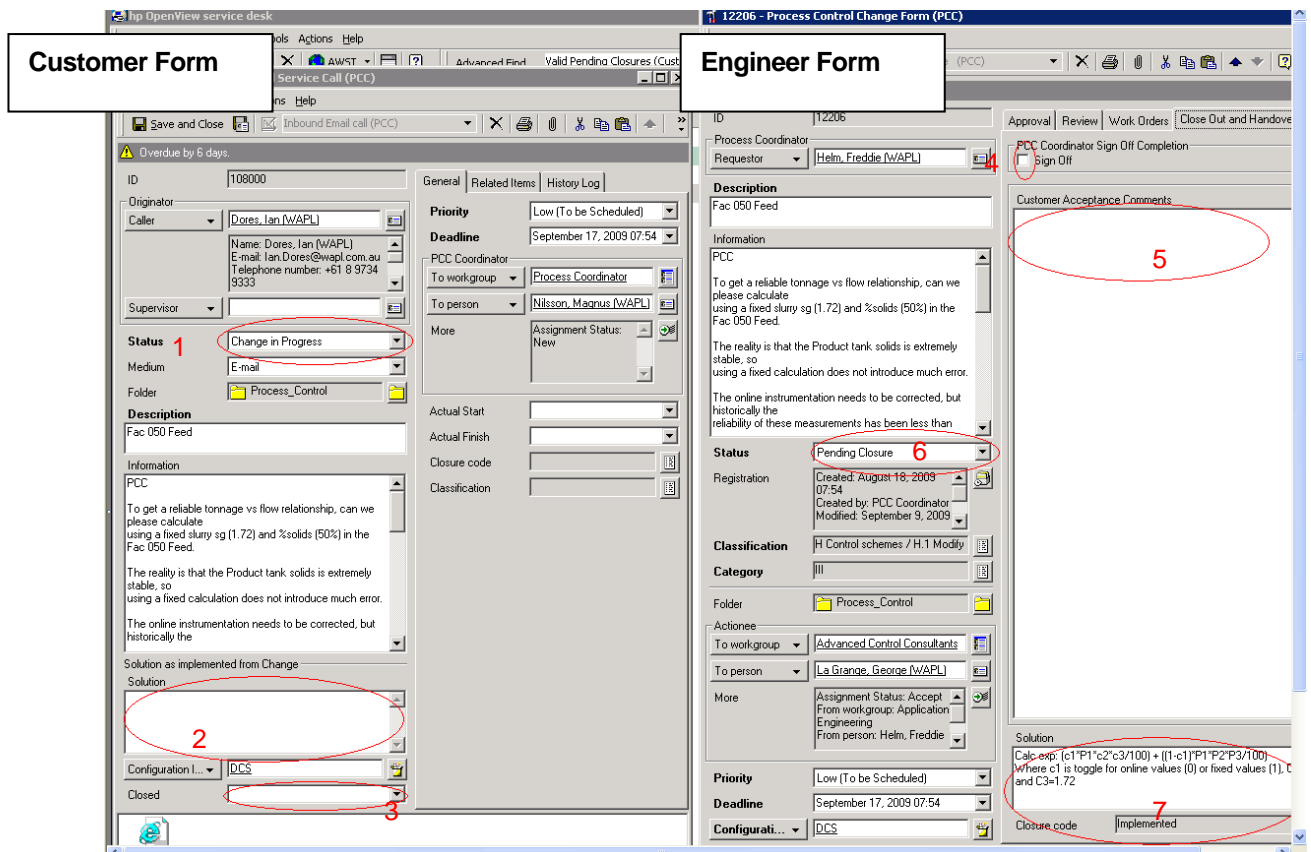 hp OpenView service desk
ols Actions Help
AWST
Advanced Find Valid Pending Closures (Cust
Customer Form
Service Call (PCC)
ns Help
Save and Close Inbound Email call (PCC)
Overdue by 6 days.
ID 108000
Originator
Caller Dores, Ian (WAPL)
Name: Dores, Ian (WAPL)
E-mail: Ian.Dores@wapl.com.au
Telephone number: +61 8 9734
9333
Supervisor
Status 1 Change in Progress
Medium E-mail
Folder Process_Control
Description
Fac 050 Feed
Information
PCC
To get a reliable tonnage vs flow relationship, can we
please calculate
using a fixed slurry sg (1.72) and %solids (50%) in the
Fac 050 Feed.
The reality is that the Product tank solids is extremely
stable, so
using a fixed calculation does not introduce much error.
The online instrumentation needs to be corrected, but
historically the
Solution as implemented from Change
Solution
2
Configuration I... DCS
Closed
3
General Related Items History Log
Priority Low (To be Scheduled)
Deadline September 17, 2009 07:54
PCC Coordinator
To workgroup Process Coordinator
To person Nilsson, Magnus (WAPL)
More Assignment Status:
New
Actual Start
Actual Finish
Closure code
Classification
12206 - Process Control Change Form (PCC)
(PCC)
Engineer Form
ID 12206
Process Coordinator
Requestor Helm, Freddie (WAPL)
Description
Fac 050 Feed
Information
PCC
To get a reliable tonnage vs flow relationship, can we
please calculate
using a fixed slurry sg (1.72) and %solids (50%) in the
Fac 050 Feed.
The reality is that the Product tank solids is extremely
stable, so
using a fixed calculation does not introduce much error.
The online instrumentation needs to be corrected, but
historically the
reliability of these measurements has been less than
Status Pending Closure 6
Registration Created: August 18, 2009
07:54
Created by: PCC Coordinator
Modified: September 9, 2009
Classification H Control schemes / H.1 Modify
Category III
Folder Process_Control
Actionee
To workgroup Advanced Control Consultants
To person La Grange, George (WAPL)
More Assignment Status: Accept
From workgroup: Application
Engineering
From person: Helm, Freddie
Priority Low (To be Scheduled)
Deadline September 17, 2009 07:54
Configurati... DCS
Approval Review Work Orders Close Out and Handove
PCC Coordinator Sign Off Completion
4 Sign Off
Customer Acceptance Comments
5
Solution
Calc exp: (c1*P1*c2*c3/100) + ((1-c1)*P1*P2*P3/100)
Where c1 is toggle for online values (0) or fixed values (1),
and C3=1.72
7
Closure code Implemented